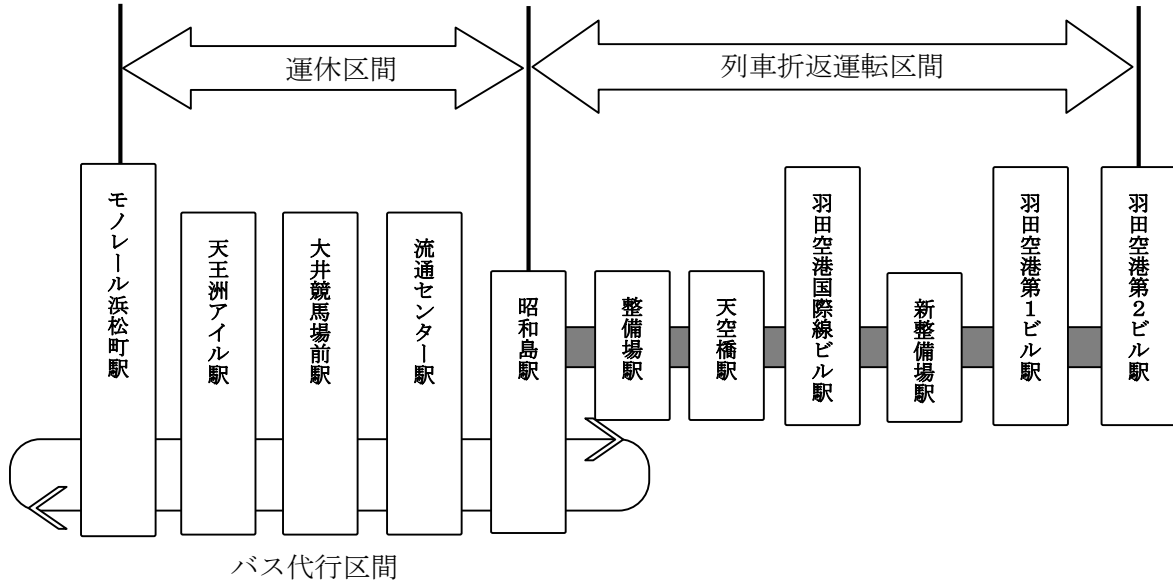 運休区間
列車折返運転区間
モノレール浜松町駅
天王洲アイル駅
大井競馬場前駅
流通センター駅
昭和島駅
整備場駅
天空橋駅
羽田空港国際線ビル駅
新整備場駅
羽田空港第１ビル駅
羽田空港第２ビル駅
バス代行区間